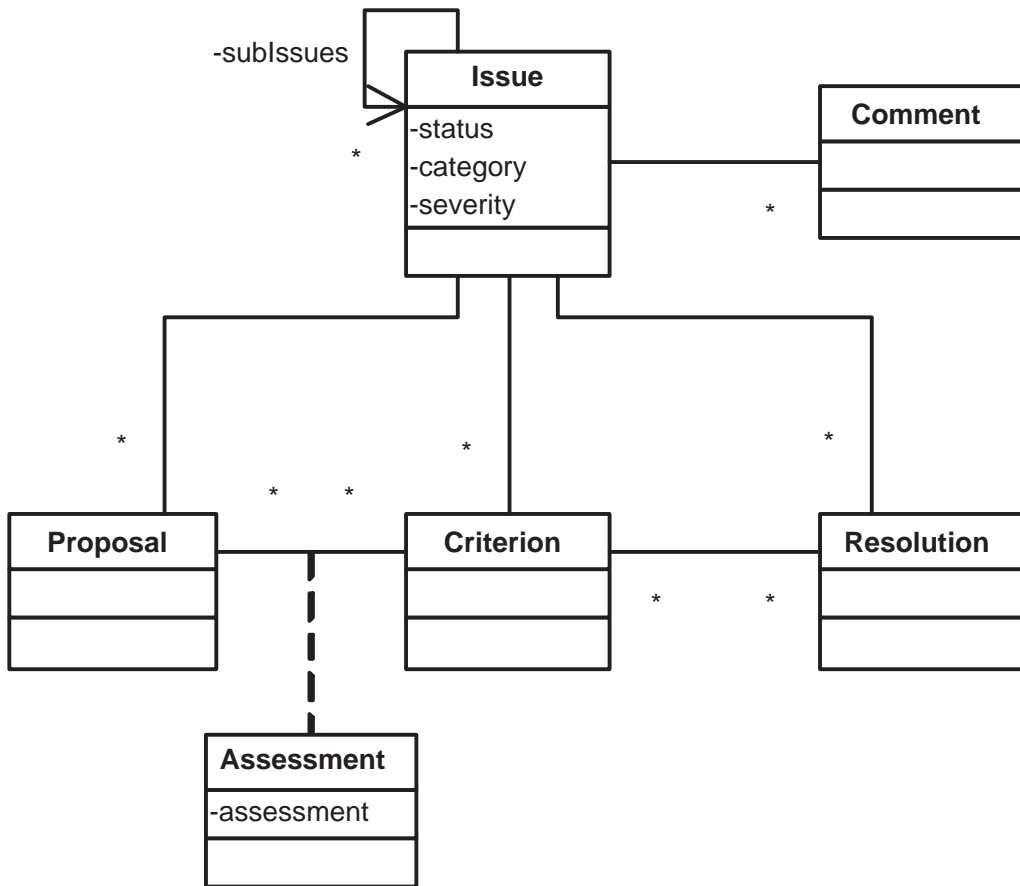 -subIssues
Issue
-status
-category
-severity
*
Comment
*
*
*
*
*
*
Proposal
Criterion
Resolution
*
*
Assessment
-assessment